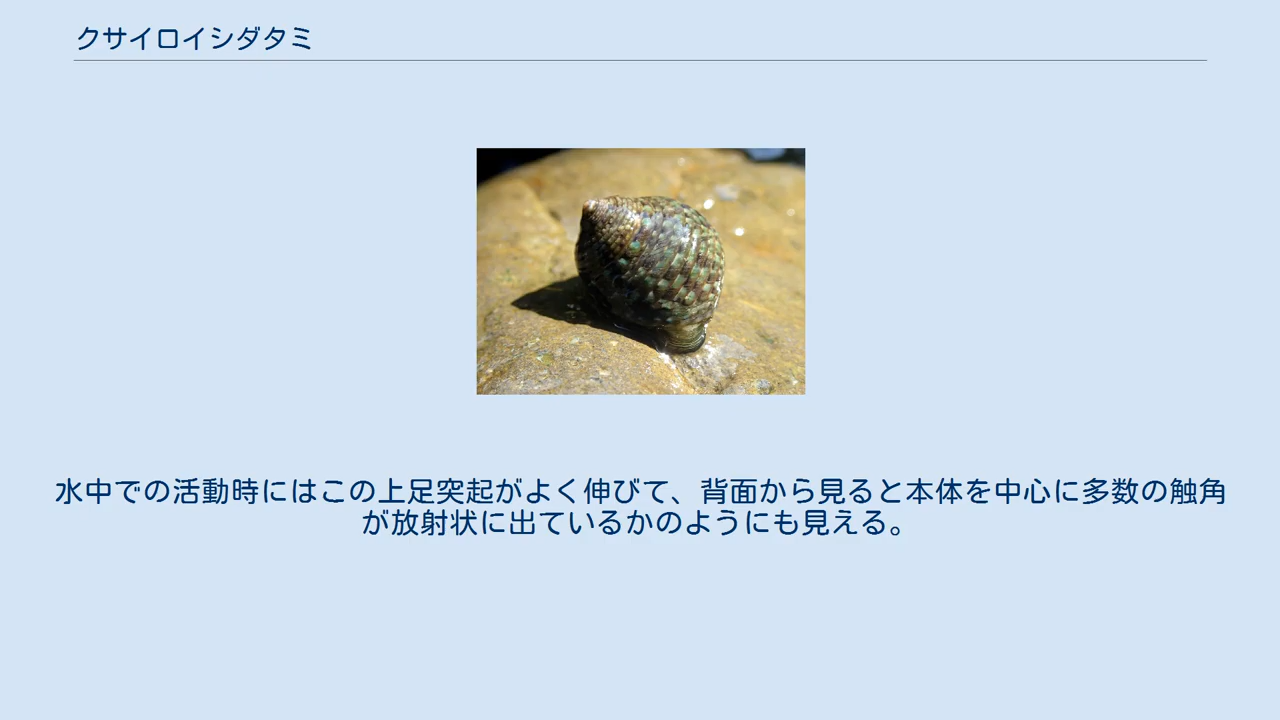 クサイロイシダタミ
水中での活動時にはこの上足突起がよく伸びて、背面から見ると本体を中心に多数の触角
が放射状に出ているかのようにも見える。